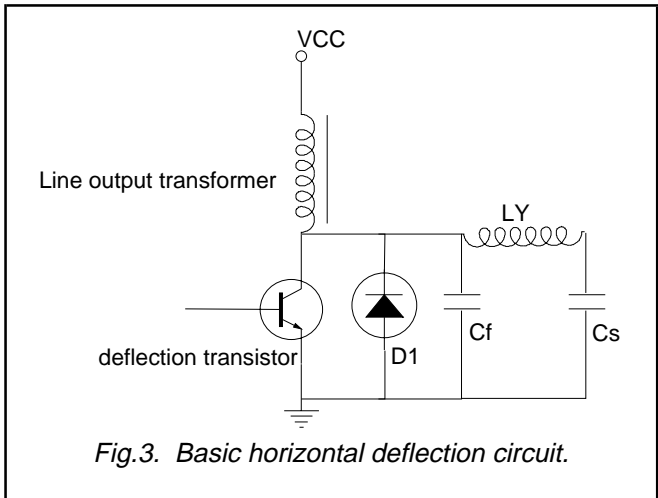 VCC
Line output transformer
LY
Cf
Cs
D1
deflection transistor
Fig.3. Basic horizontal deflection circuit.